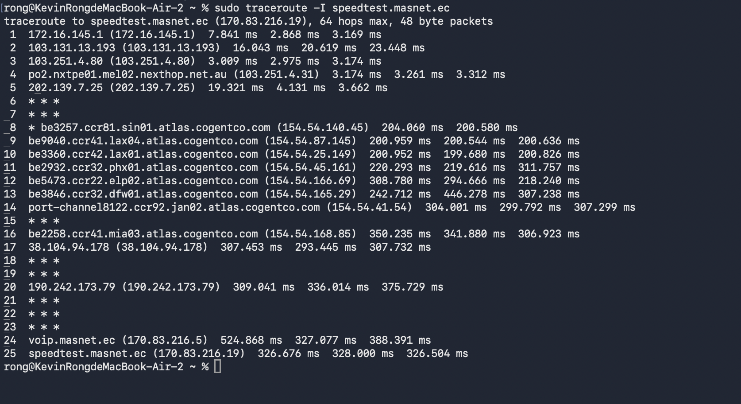 rong@KevinRongdeMacBook-Air-2 ~ % sudo traceroute -I speedtest.masnet.ec
traceroute to speedtest.masnet.ec (170.83.216.19), 64 hops max, 48 byte packets
1 172.16.145.1 (172.16.145.1) 7.841 ms 2.868 ms 3.169 ms
2 103.131.13.193 (103.131.13.193) 16.043 ms 20.619 ms 23.448 ms
3 103.251.4.80 (103.251.4.80) 3.009 ms 2.975 ms 3.174 ms
4 po2.nxtpe01.mel02.nexthop.net.au (103.251.4.31) 3.174 ms 3.261 ms 3.312 ms
5 202.139.7.25 (202.139.7.25) 19.321 ms 4.131 ms 3.662 ms
6 * * *
7 * * *
8 * be3257.ccr81.sin01.atlas.cogentco.com (154.54.140.45) 204.060 ms 200.580 ms
9 be9040.ccr41.lax04.atlas.cogentco.com (154.54.87.145) 200.959 ms 200.544 ms 200.636 ms
10 be3360.ccr42.lax01.atlas.cogentco.com (154.54.25.149) 200.952 ms 199.680 ms 200.826 ms
11 be2932.ccr32.phx01.atlas.cogentco.com (154.54.45.161) 220.293 ms 219.616 ms 311.757 ms
12 be5473.ccr22.elp02.atlas.cogentco.com (154.54.166.69) 308.780 ms 294.666 ms 218.240 ms
13 be3846.ccr32.dfw01.atlas.cogentco.com (154.54.165.29) 242.712 ms 446.278 ms 307.238 ms
14 port-channel8122.ccr92.jan02.atlas.cogentco.com (154.54.41.54) 304.001 ms 299.792 ms 307.299 ms
15 * * *
16 be2258.ccr41.mia03.atlas.cogentco.com (154.54.168.85) 350.235 ms 341.880 ms 306.923 ms
17 38.104.94.178 (38.104.94.178) 307.453 ms 293.445 ms 307.732 ms
18 * * *
19 * * *
20 190.242.173.79 (190.242.173.79) 309.041 ms 336.014 ms 375.729 ms
21 * * *
22 * * *
23 * * *
24 voip.masnet.ec (170.83.216.5) 524.868 ms 327.077 ms 388.391 ms
25 speedtest.masnet.ec (170.83.216.19) 326.676 ms 328.000 ms 326.504 ms
rong@KevinRongdeMacBook-Air-2 ~ %